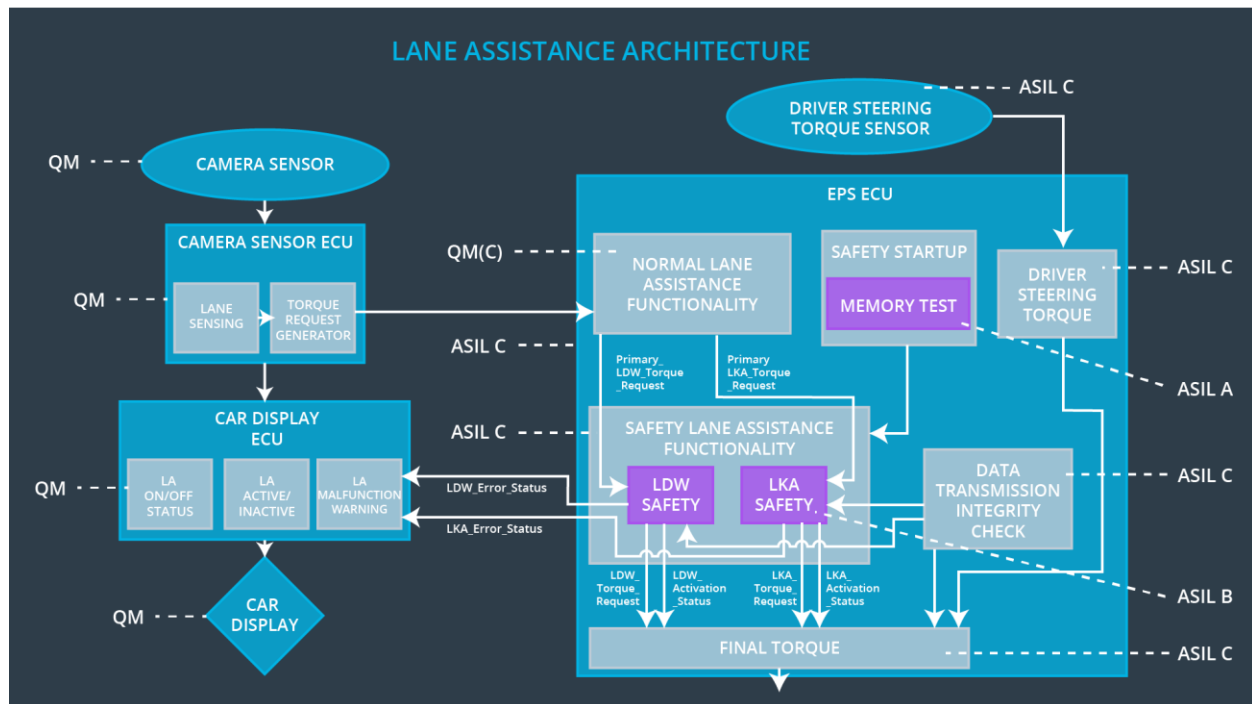 LANE ASSISTANCE ARCHITECTURE
ASIL C
DRIVER STEERING
TORQUE SENSOR
QM
CAMERA SENSOR
EPS ECU
CAMERA SENSOR ECU
QM(C)
NORMAL LANE
ASSISTANCE
FUNCTIONALITY
SAFETY STARTUP
MEMORY TEST
DRIVER
STEERING
TORQUE
ASIL C
QM
LANE
SENSING
TORQUE
REQUEST
GENERATOR
ASIL C
Primary_
LDW_Torque
_Request
Primary
LKA_Torque
_Request
ASIL A
CAR DISPLAY
ECU
ASIL C
SAFETY LANE ASSISTANCE
FUNCTIONALITY
QM
LA
ON/OFF
STATUS
LA
ACTIVE/
INACTIVE
LA
MALFUNCTION
WARNING
LDW_Error_Status
LKA_Error_Status
LDW
SAFETY
LKA
SAFETY
DATA
TRANSMISSION
INTEGRITY
CHECK
ASIL C
LDW_
Torque_
Request
LDW_
Activation
_Status
LKA_
Torque_
Request
LKA_
Activation
_Status
ASIL B
QM
CAR
DISPLAY
FINAL TORQUE
ASIL C